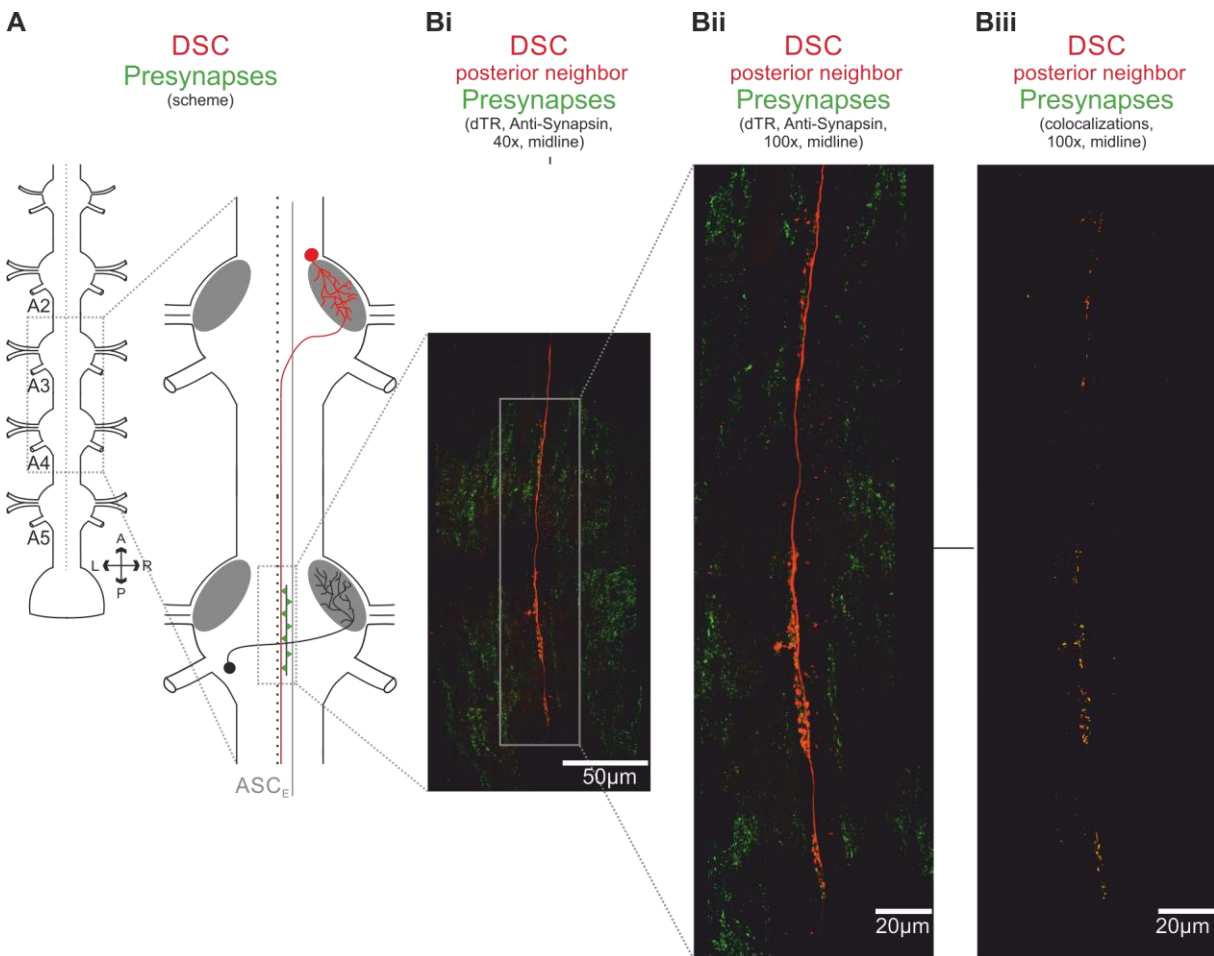 A
DSC
Presynapses
(scheme)
A2
A3
A4
A5
A
L
R
P
ASC_E
Bi
DSC
posterior neighbor
Presynapses
(dTR, Anti-Synapsin,
40x, midline)
50µm
Bii
DSC
posterior neighbor
Presynapses
(dTR, Anti-Synapsin,
100x, midline)
20µm
Biii
DSC
posterior neighbor
Presynapses
(colocalizations,
100x, midline)
20µm